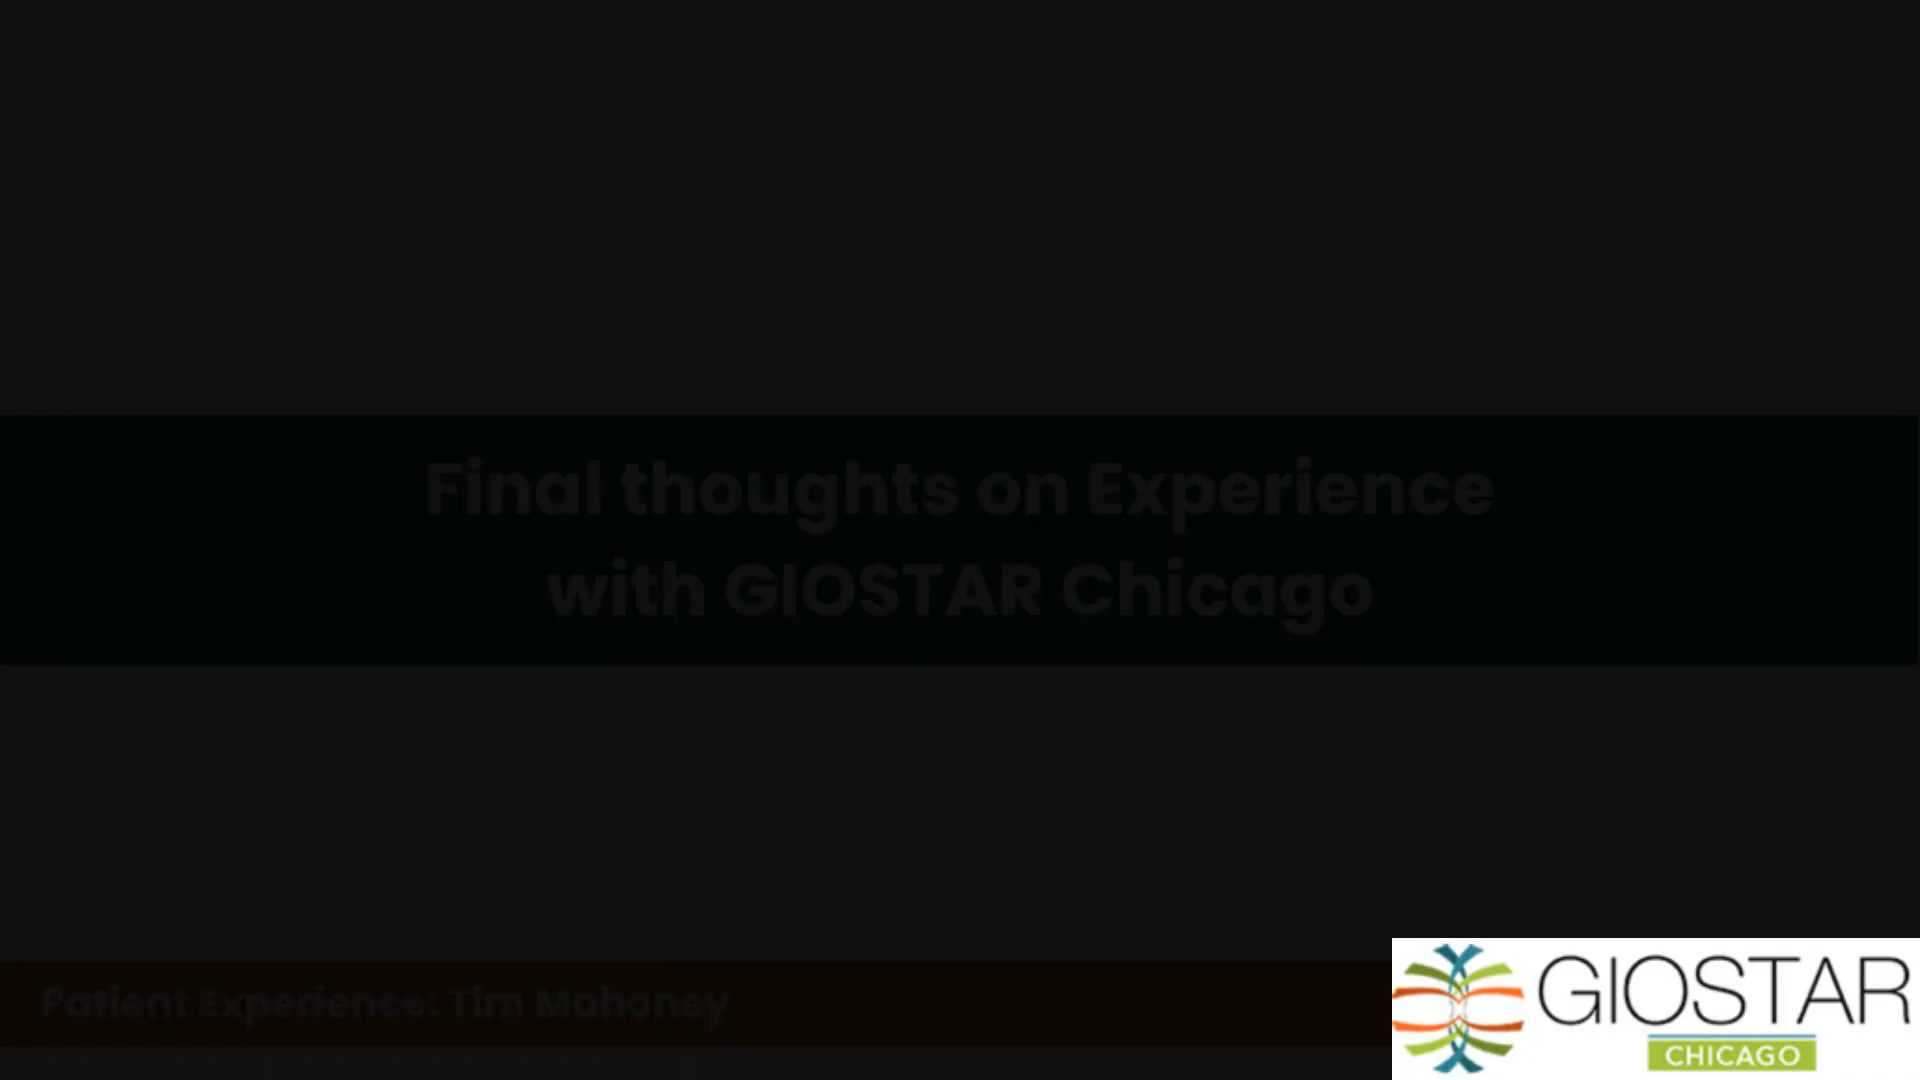 Final thoughts on Experience
with GIOSTAR Chicago
Patient Experience: Tim Mahoney
GIOSTAR
CHICAGO